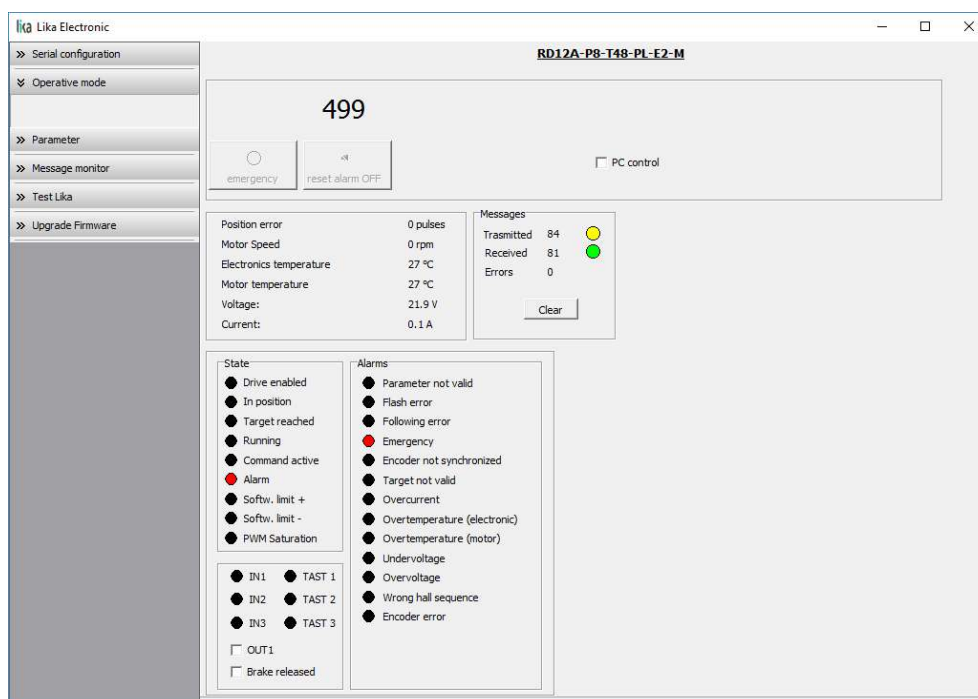 lika Lika Electronic
Serial configuration
Operative mode
Parameter
Message monitor
Test Lika
Upgrade Firmware
RD12A-P8-T48-PL-E2-M
499
emergency
reset alarm OFF
PC control
Position error 0 pulses
Motor Speed 0 rpm
Electronics temperature 27 °C
Motor temperature 27 °C
Voltage: 21.9 V
Current: 0.1 A
Messages
Trasmitted 84
Received 81
Errors 0
Clear
State
Drive enabled
In position
Target reached
Running
Command active
Alarm
Softw. limit +
Softw. limit -
PWM Saturation
Alarms
Parameter not valid
Flash error
Following error
Emergency
Encoder not synchronized
Target not valid
Overcurrent
Overtemperature (electronic)
Overtemperature (motor)
Undervoltage
Overvoltage
Wrong hall sequence
Encoder error
IN1 TAST 1
IN2 TAST 2
IN3 TAST 3
OUT1
Brake released